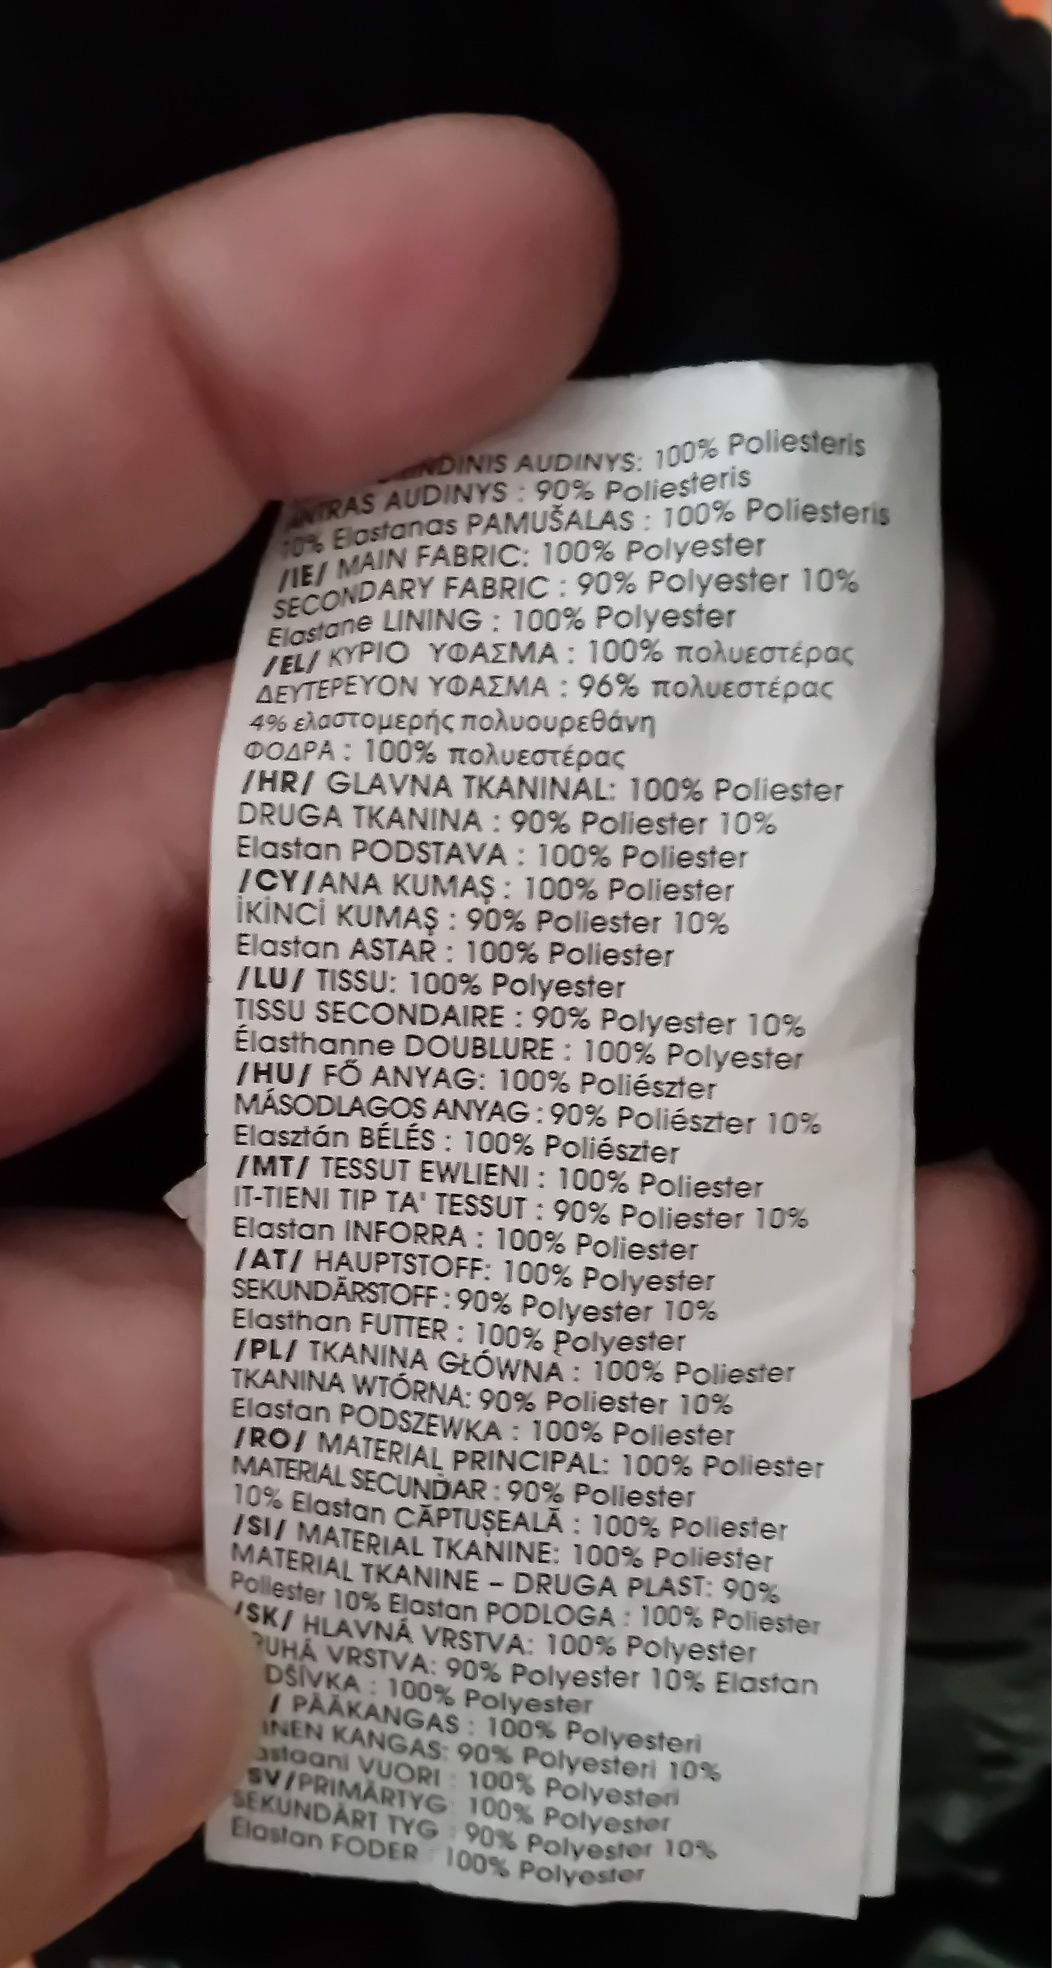 AUDINYS: 100% Poliesteris
ANTRAS AUDINYS : 90% Poliesteris
10% Elastanas PAMUŠALAS : 100% Poliesteris
/IE/ MAIN FABRIC: 100% Polyester
SECONDARY FABRIC : 90% Polyester 10%
Elastane LINING : 100% Polyester
/EL/ ΚΥΡΙΟ ΥΦΑΣΜΑ : 100% πολυεστέρας
ΔΕΥΤΕΡΕΥΟΝ ΥΦΑΣΜΑ : 96% πολυεστέρας
4% ελαστομερής πολυουρεθάνη
ΦΟΔΡΑ : 100% πολυεστέρας
/HR/ GLAVNA TKANINAL: 100% Poliester
DRUGA TKANINA : 90% Poliester 10%
Elastan PODSTAVA : 100% Poliester
/CY/ANA KUMAŞ : 100% Poliester
İKİNCİ KUMAŞ : 90% Poliester 10%
Elastan ASTAR : 100% Poliester
/LU/ TISSU: 100% Polyester
TISSU SECONDAIRE : 90% Polyester 10%
Élasthanne DOUBLURE : 100% Polyester
/HU/ FŐ ANYAG: 100% Poliészter
MÁSODLAGOS ANYAG : 90% Poliészter 10%
Elasztán BÉLÉS : 100% Poliészter
/MT/ TESSUT EWLIENI : 100% Poliester
IT-TIENI TIP TA' TESSUT : 90% Poliester 10%
Elastan INFORRA : 100% Poliester
/AT/ HAUPTSTOFF: 100% Polyester
SEKUNDÄRSTOFF : 90% Polyester 10%
Elasthan FUTTER : 100% Polyester
/PL/ TKANINA GŁÓWNA : 100% Poliester
TKANINA WTÓRNA: 90% Poliester 10%
Elastan PODSZEWKA : 100% Poliester
/RO/ MATERIAL PRINCIPAL: 100% Poliester
MATERIAL SECUNDAR : 90% Poliester
10% Elastan CĂPTUȘEALĂ : 100% Poliester
/SI/ MATERIAL TKANINE: 100% Poliester
MATERIAL TKANINE – DRUGA PLAST: 90%
Poliester 10% Elastan PODLOGA : 100% Poliester
/SK/ HLAVNÁ VRSTVA: 100% Polyester
VRSTVA: 90% Polyester 10% Elastan
: 100% Polyester
/ PÄÄKANGAS : 100% Polyesteri
KANGAS: 90% Polyesteri 10%
VUORI : 100% Polyesteri
SV/PRIMÄRTYG: 100% Polyester
SEKUNDÄRT TYG : 90% Polyester 10%
Elastan FODER : 100% Polyester